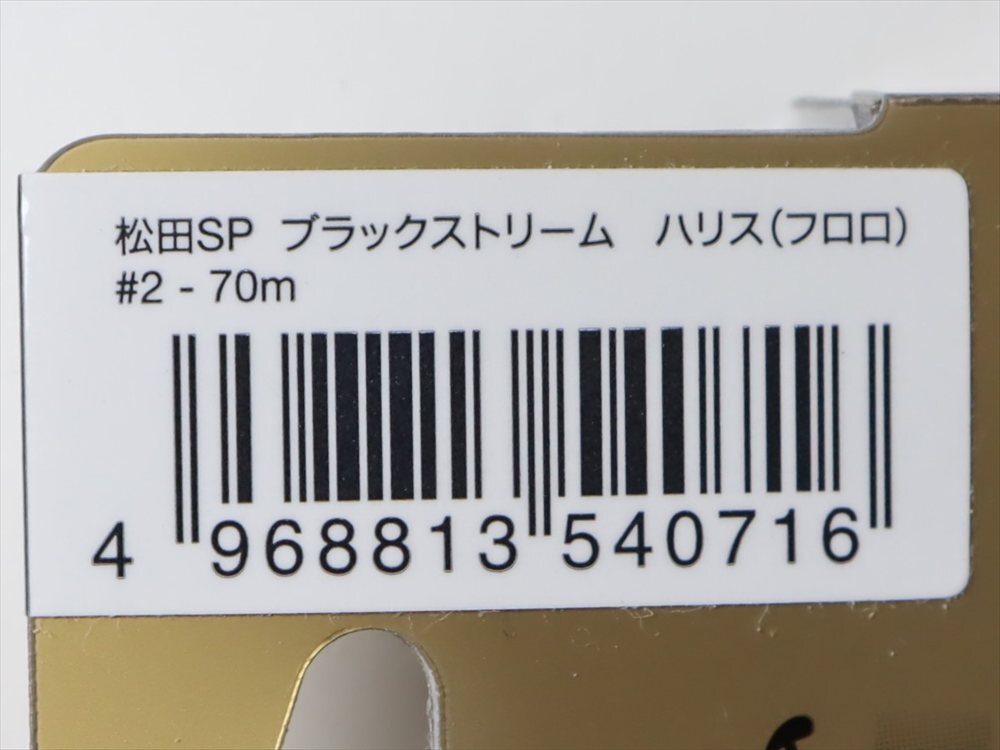 松田SP ブラックストリーム ハリス(フロロ)
#2 - 70m
4 968813 540716